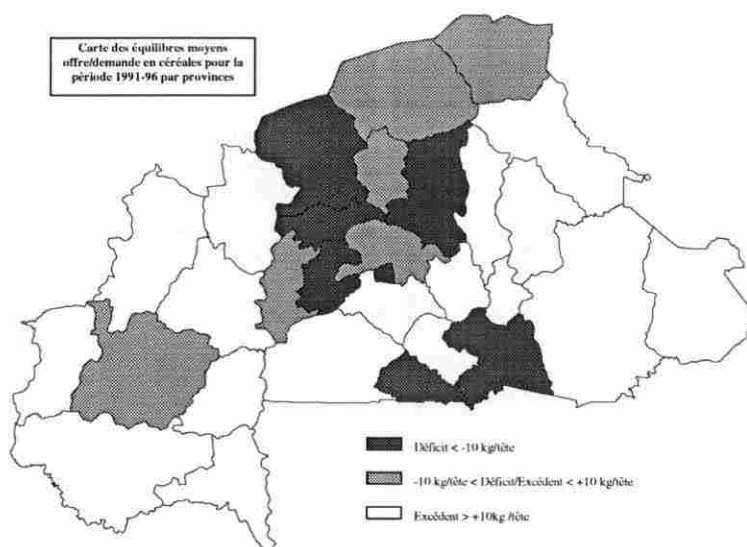 Carte des équilibres moyens
offre/demande en céréales pour la
période 1991-96 par provinces
Déficit < -10 kg/tête
-10 kg/tête < Déficit/Excédent < +10 kg/tête
Excédent > +10kg /tête